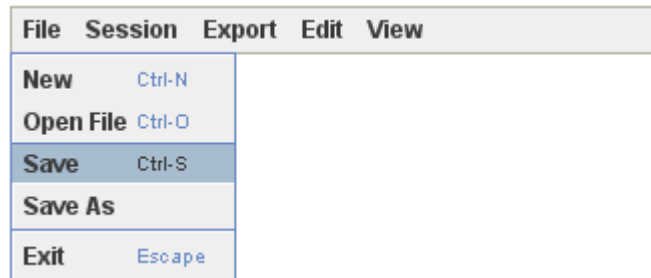 File Session Export Edit View
New Ctrl-N
Open File Ctrl-O
Save Ctrl-S
Save As
Exit Escape